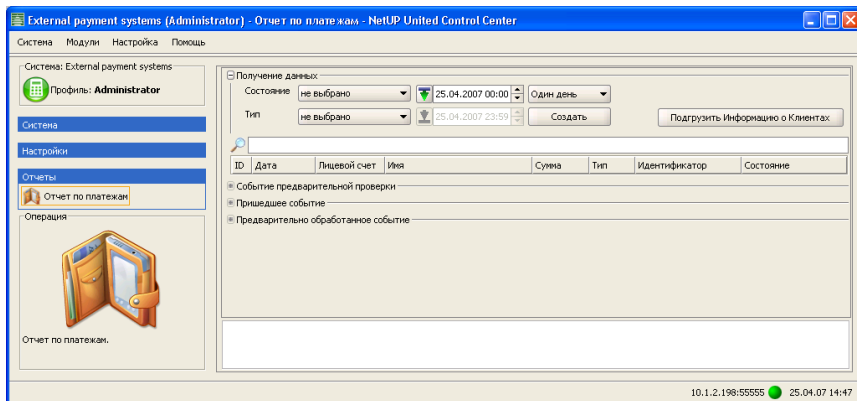 External payment systems (Administrator) - Отчет по платежам - NetUP United Control Center
Система Модули Настройка Помощь
Система: External payment systems
Профиль: Administrator
Система
Настройки
Отчеты
Отчет по платежам
Операция
Отчет по платежам.
Получение данных
Состояние не выбрано 25.04.2007 00:00 Один день
Тип не выбрано 25.04.2007 23:59 Создать Подгрузить Информацию о Клиентах
ID Дата Лицевой счет Имя Сумма Тип Идентификатор Состояние
Событие предварительной проверки
Пришедшее событие
Предварительно обработанное событие
10.1.2.198:55555 25.04.07 14:47